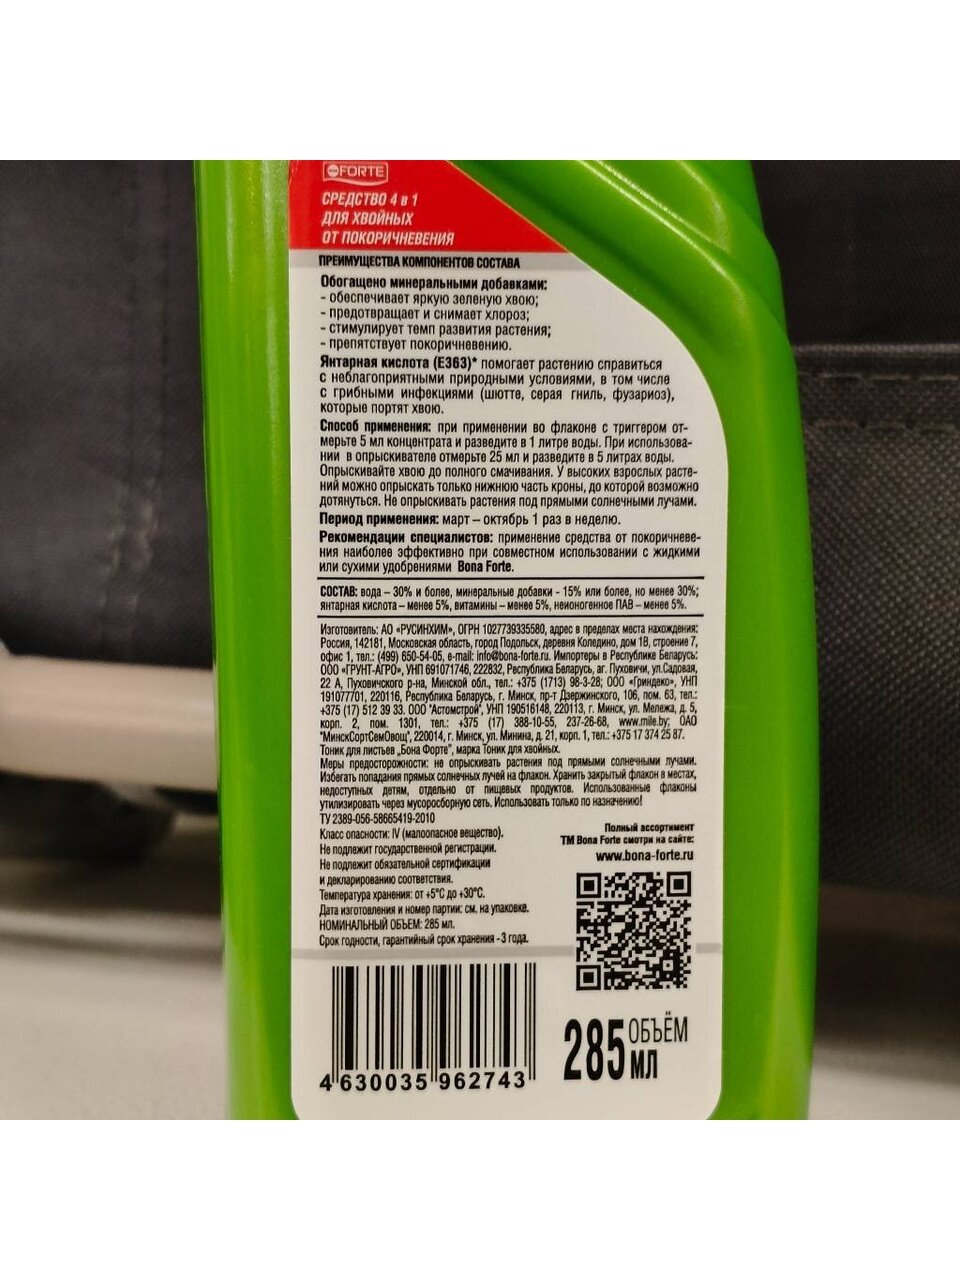 FORTE
СРЕДСТВО 4 в 1
ДЛЯ ХВОЙНЫХ
ОТ ПОКОРИЧНЕВЕНИЯ
ПРЕИМУЩЕСТВА КОМПОНЕНТОВ СОСТАВА
Обогащено минеральными добавками:
- обеспечивает яркую зеленую хвою;
- предотвращает и снимает хлороз;
- стимулирует темп развития растения;
- препятствует покоричневению.
Янтарная кислота (Е363)* помогает растению справиться
с неблагоприятными природными условиями, в том числе
с грибными инфекциями (шютте, серая гниль, фузариоз),
которые портят хвою.
Способ применения: при применении во флаконе с триггером от-
мерьте 5 мл концентрата и разведите в 1 литре воды. При использова-
нии в опрыскивателе отмерьте 25 мл и разведите в 5 литрах воды.
Опрыскивайте хвою до полного смачивания. У высоких взрослых расте-
ний можно опрыскать только нижнюю часть кроны, до которой возможно
дотянуться. Не опрыскивать растения под прямыми солнечными лучами.
Период применения: март – октябрь 1 раз в неделю.
Рекомендации специалистов: применение средства от покоричневе-
ния наиболее эффективно при совместном использовании с жидкими
или сухими удобрениями Bona Forte.
СОСТАВ: вода – 30% и более, минеральные добавки - 15% или более, но менее 30%;
янтарная кислота – менее 5%, витамины – менее 5%, неионогенное ПАВ – менее 5%.
Изготовитель: АО «РУСИНХИМ», ОГРН 1027739335580, адрес в пределах места нахождения:
Россия, 142181, Московская область, город Подольск, деревня Коледино, дом 1В, строение 7,
офис 1, тел.: (499) 650-54-05, e-mail: info@bona-forte.ru. Импортеры в Республике Беларусь:
ООО «ГРУНТ-АГРО», УНП 691071746, 222832, Республика Беларусь, аг. Пуховичи, ул.Садовая,
22 А, Пуховичского р-на, Минской обл., тел.: +375 (1713) 98-3-28; ОО «Гриндеко», УНП
191077701, 220116, Республика Беларусь, г. Минск, пр-т Дзержинского, 106, пом. 63, тел.:
+375 (17) 512 39 33. ООО "Астомстрой", УНП 190516148, 220113, г. Минск, ул. Мележа, д. 5,
корп. 2, пом. 1301, тел.: +375 (17) 388-10-55, 237-26-68, www.mile.by; ОАО
"МинскСортСемОвощ", 220014, г. Минск, ул. Минина, д. 21, корп. 1, тел.: +375 17 374 25 87.
Тоник для листьев „Бона Форте", марка Тоник для хвойных.
Меры предосторожности: не опрыскивать растения под прямыми солнечными лучами.
Избегать попадания прямых солнечных лучей на флакон. Хранить закрытый флакон в местах,
недоступных детям, отдельно от пищевых продуктов. Использованные флаконы
утилизировать через мусоросборную сеть. Использовать только по назначению!
ТУ 2389-056-58665419-2010
Класс опасности: IV (малоопасное вещество).
Не подлежит государственной регистрации.
Не подлежит обязательной сертификации
и декларированию соответствия.
Температура хранения: от +5°С до +30°С.
Дата изготовления и номер партии: см. на упаковке.
НОМИНАЛЬНЫЙ ОБЪЕМ: 285 мл.
Срок годности, гарантийный срок хранения - 3 года.
Полный ассортимент
ТМ Bona Forte смотри на сайте:
www.bona-forte.ru
4 630035 962743
285 ОБЪЁМ
МЛ